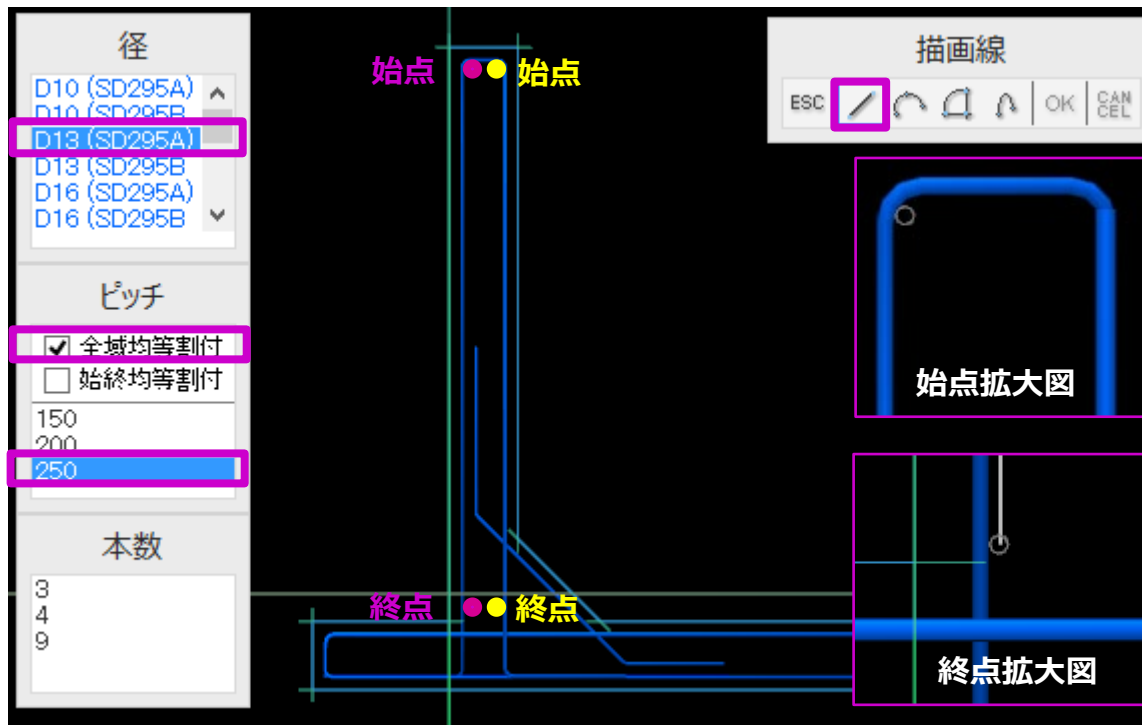 径
D10 (SD295A)
D10 (SD295B
D13 (SD295A)
D13 (SD295B
D16 (SD295A)
D16 (SD295B
ピッチ
全域均等割付
始終均等割付
150
200
250
本数
3
4
9
始点
始点
終点
終点
描画線
ESC
OK
CAN
CEL
始点拡大図
終点拡大図